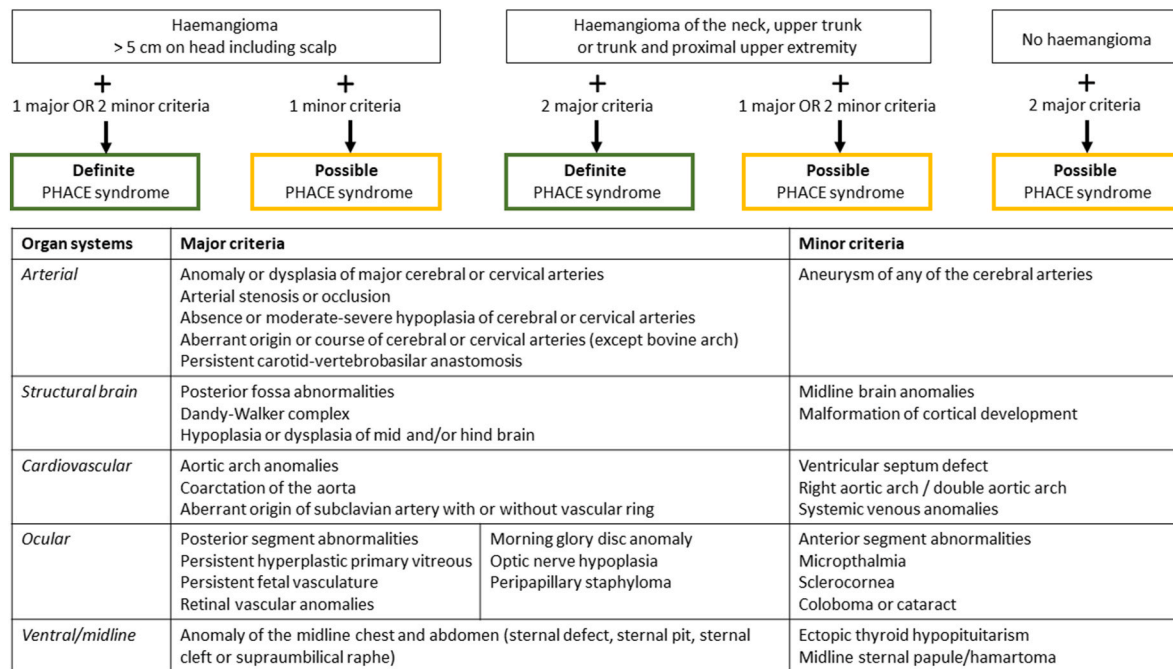 Haemangioma
> 5 cm on head including scalp
Haemangioma of the neck, upper trunk
or trunk and proximal upper extremity
No haemangioma
+
+
+
+
+
1 major OR 2 minor criteria
1 minor criteria
2 major criteria
1 major OR 2 minor criteria
2 major criteria
Definite
PHACE syndrome
Possible
PHACE syndrome
Definite
PHACE syndrome
Possible
PHACE syndrome
Possible
PHACE syndrome
Organ systems
Major criteria
Minor criteria
Arterial
Anomaly or dysplasia of major cerebral or cervical arteries
Arterial stenosis or occlusion
Absence or moderate-severe hypoplasia of cerebral or cervical arteries
Aberrant origin or course of cerebral or cervical arteries (except bovine arch)
Persistent carotid-vertebrobasilar anastomosis
Aneurysm of any of the cerebral arteries
Structural brain
Posterior fossa abnormalities
Dandy-Walker complex
Hypoplasia or dysplasia of mid and/or hind brain
Midline brain anomalies
Malformation of cortical development
Cardiovascular
Aortic arch anomalies
Coarctation of the aorta
Aberrant origin of subclavian artery with or without vascular ring
Ventricular septum defect
Right aortic arch / double aortic arch
Systemic venous anomalies
Ocular
Posterior segment abnormalities
Persistent hyperplastic primary vitreous
Persistent fetal vasculature
Retinal vascular anomalies
Morning glory disc anomaly
Optic nerve hypoplasia
Peripapillary staphyloma
Anterior segment abnormalities
Micropthalmia
Sclerocornea
Coloboma or cataract
Ventral/midline
Anomaly of the midline chest and abdomen (sternal defect, sternal pit, sternal
cleft or supraumbilical raphe)
Ectopic thyroid hypopituitarism
Midline sternal papule/hamartoma